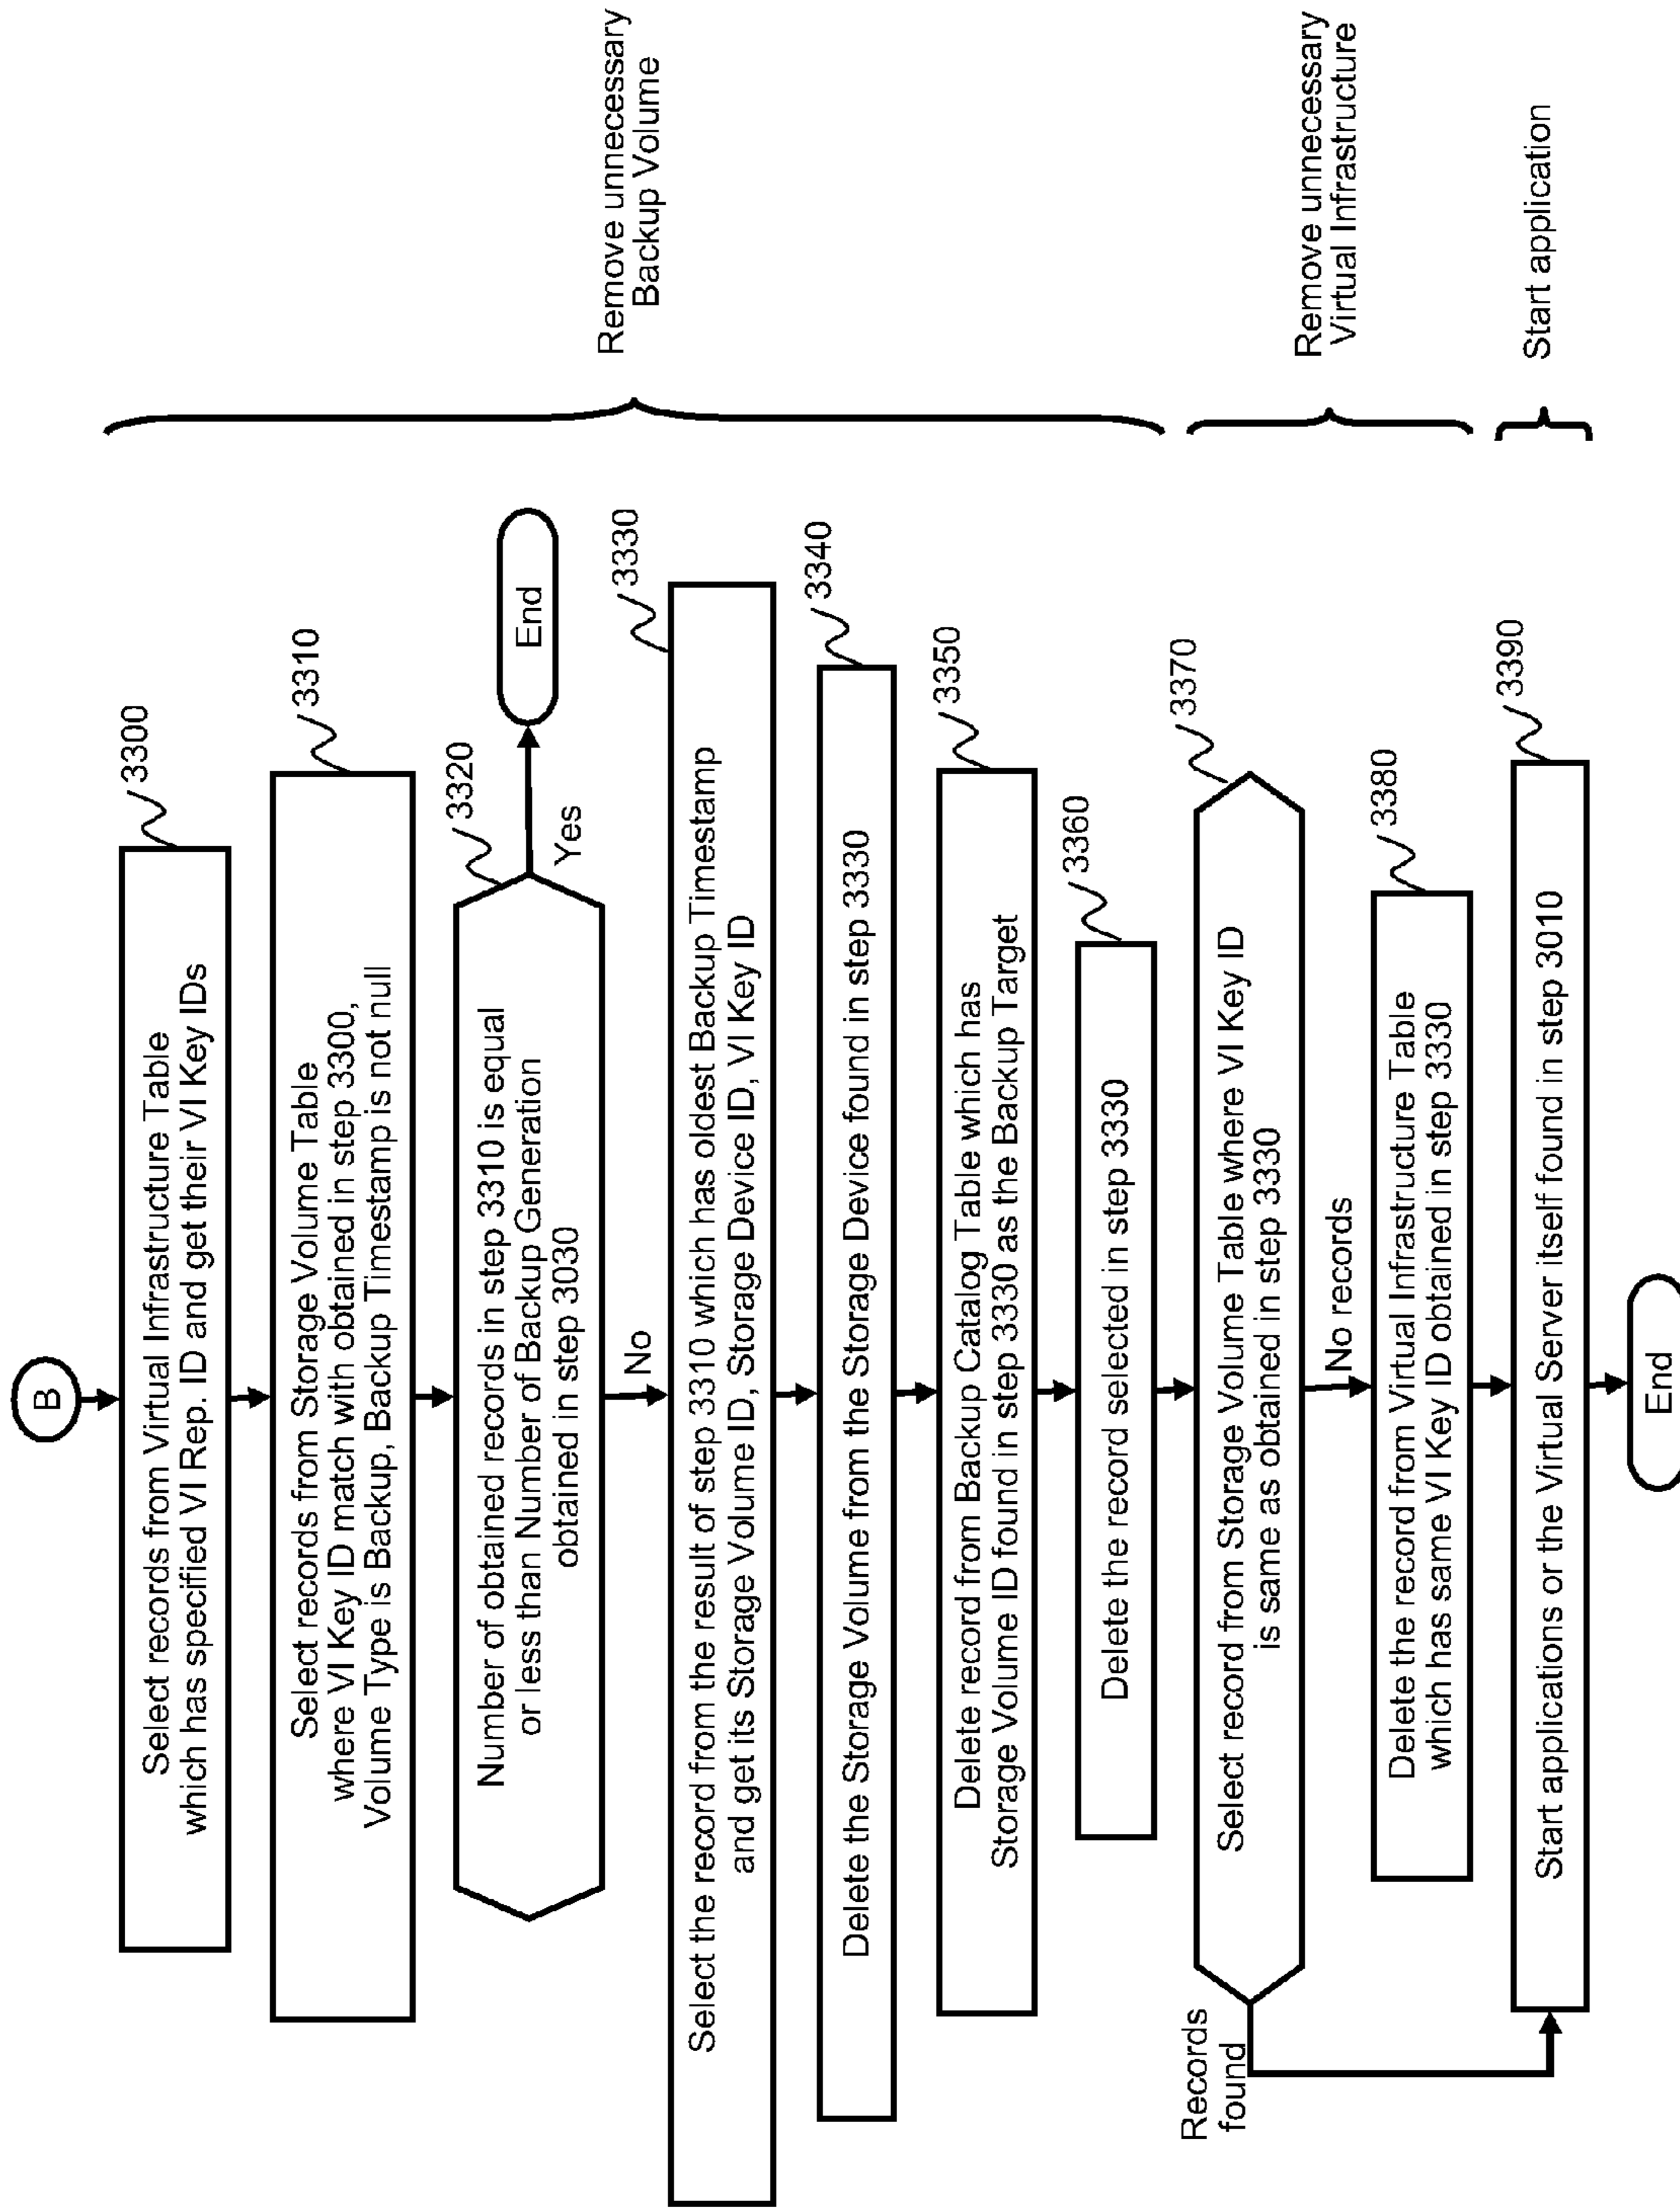 B
3300
Select records from Virtual Infrastructure Table
which has specified VI Rep. ID and get their VI Key IDs
3310
Select records from Storage Volume Table
where VI Key ID match with obtained in step 3300,
Volume Type is Backup, Backup Timestamp is not null
3320
Number of obtained records in step 3310 is equal
or less than Number of Backup Generation
obtained in step 3030
Yes
End
No
3330
Select the record from the result of step 3310 which has oldest Backup Timestamp
and get its Storage Volume ID, Storage Device ID, VI Key ID
3340
Delete the Storage Volume from the Storage Device found in step 3330
3350
Delete record from Backup Catalog Table which has
Storage Volume ID found in step 3330 as the Backup Target
3360
Delete the record selected in step 3330
Remove unnecessary
Backup Volume
3370
Select record from Storage Volume Table where VI Key ID
is same as obtained in step 3330
Records
found
No records
3380
Delete the record from Virtual Infrastructure Table
which has same VI Key ID obtained in step 3330
Remove unnecessary
Virtual Infrastructure
3390
Start applications or the Virtual Server itself found in step 3010
Start application
End